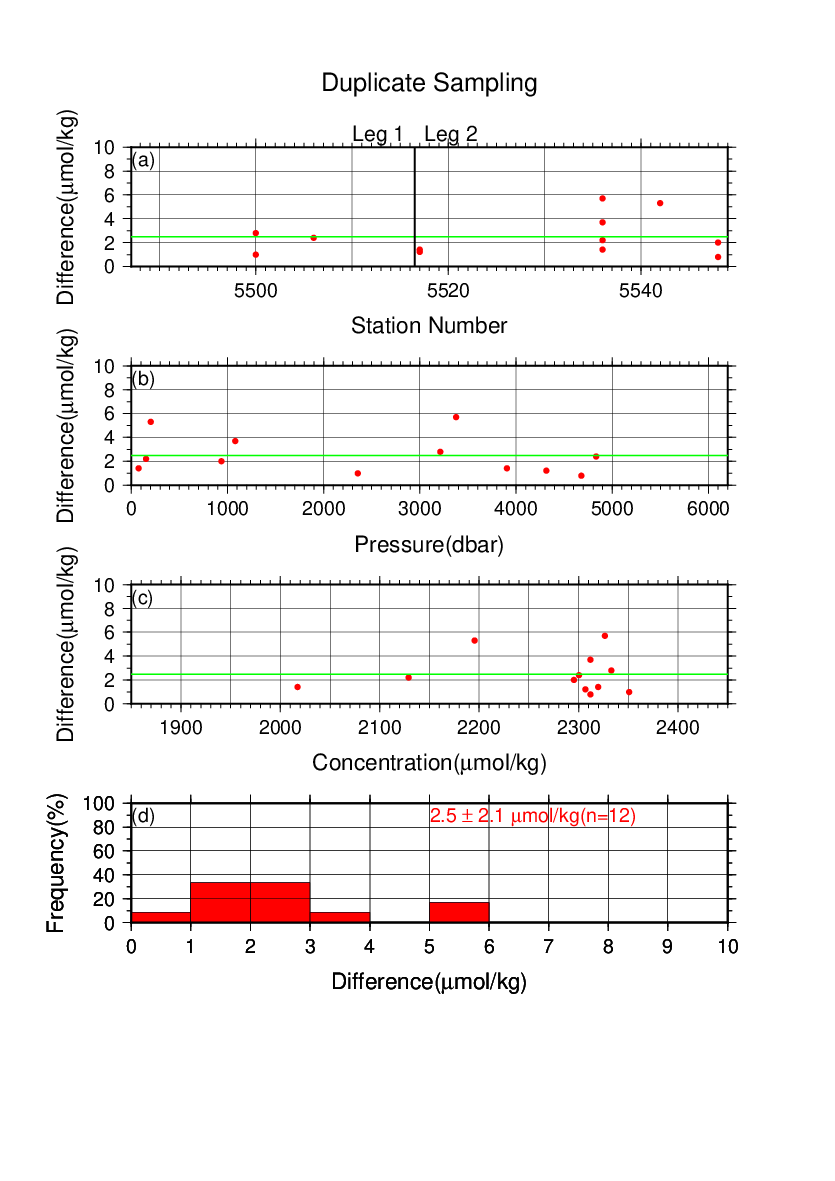 Duplicate Sampling
Leg 1 Leg 2
Difference(μmol/kg)
10
8
6
4
2
0
(a)
5500 5520 5540
Station Number
Difference(μmol/kg)
10
8
6
4
2
0
(b)
0 1000 2000 3000 4000 5000 6000
Pressure(dbar)
Difference(μmol/kg)
10
8
6
4
2
0
(c)
1900 2000 2100 2200 2300 2400
Concentration(μmol/kg)
Frequency(%)
100
80
60
40
20
0
(d)
2.5 ± 2.1 μmol/kg(n=12)
0 1 2 3 4 5 6 7 8 9 10
Difference(μmol/kg)